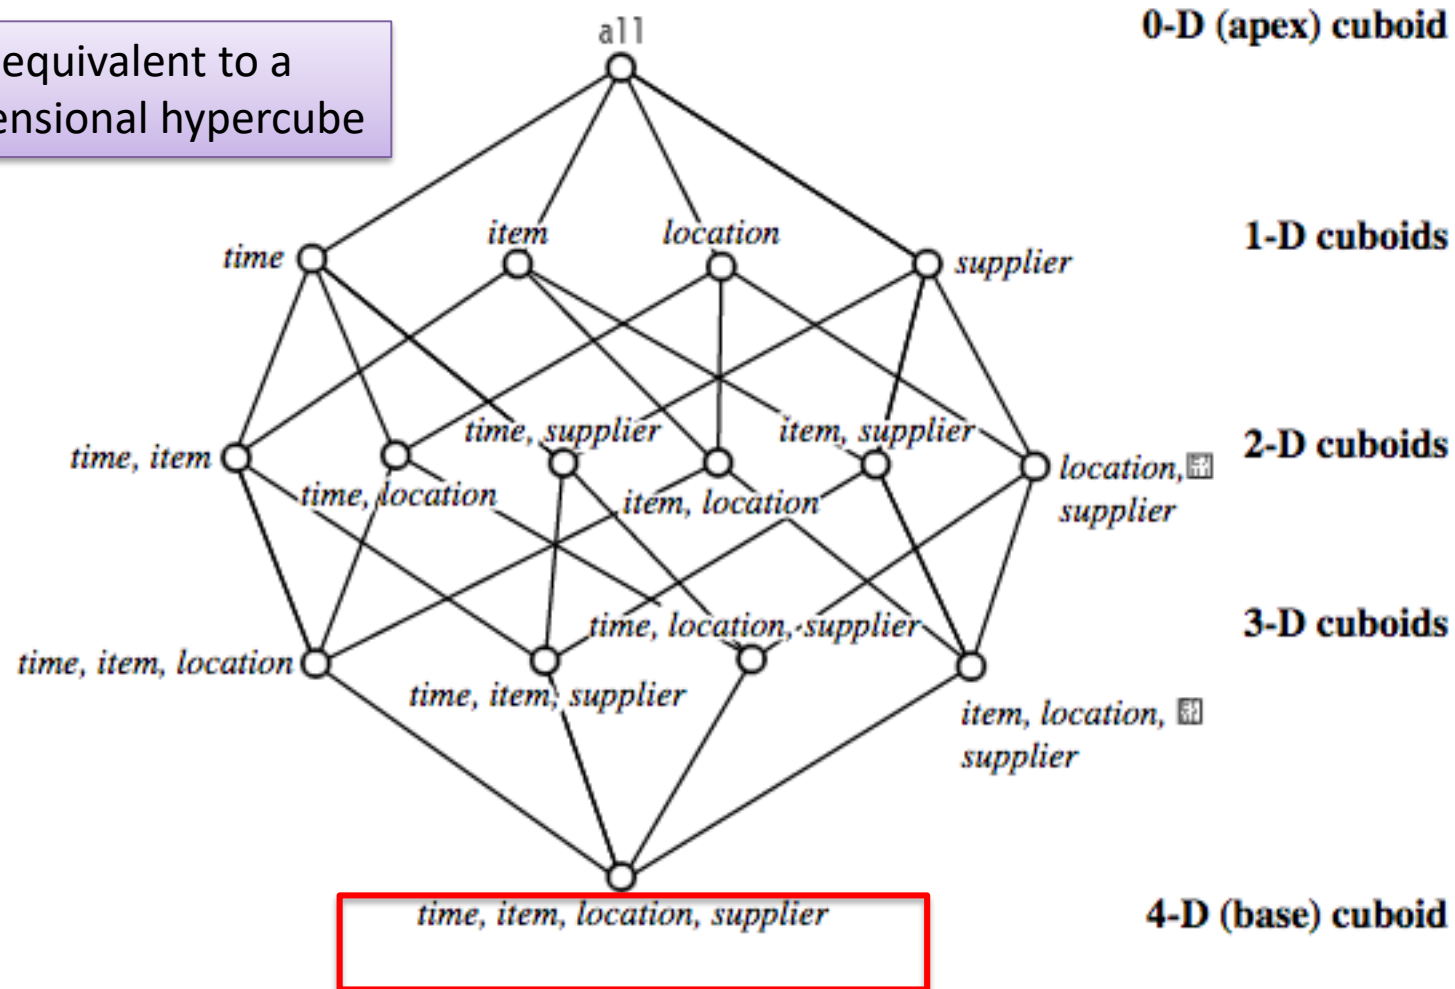 equivalent to a
ensional hypercube
all
0-D (apex) cuboid
time
item
location
supplier
1-D cuboids
time, item
time, location
time, supplier
item, location
item, supplier
location,
supplier
2-D cuboids
time, item, location
time, item, supplier
time, location, supplier
item, location,
supplier
3-D cuboids
time, item, location, supplier
4-D (base) cuboid